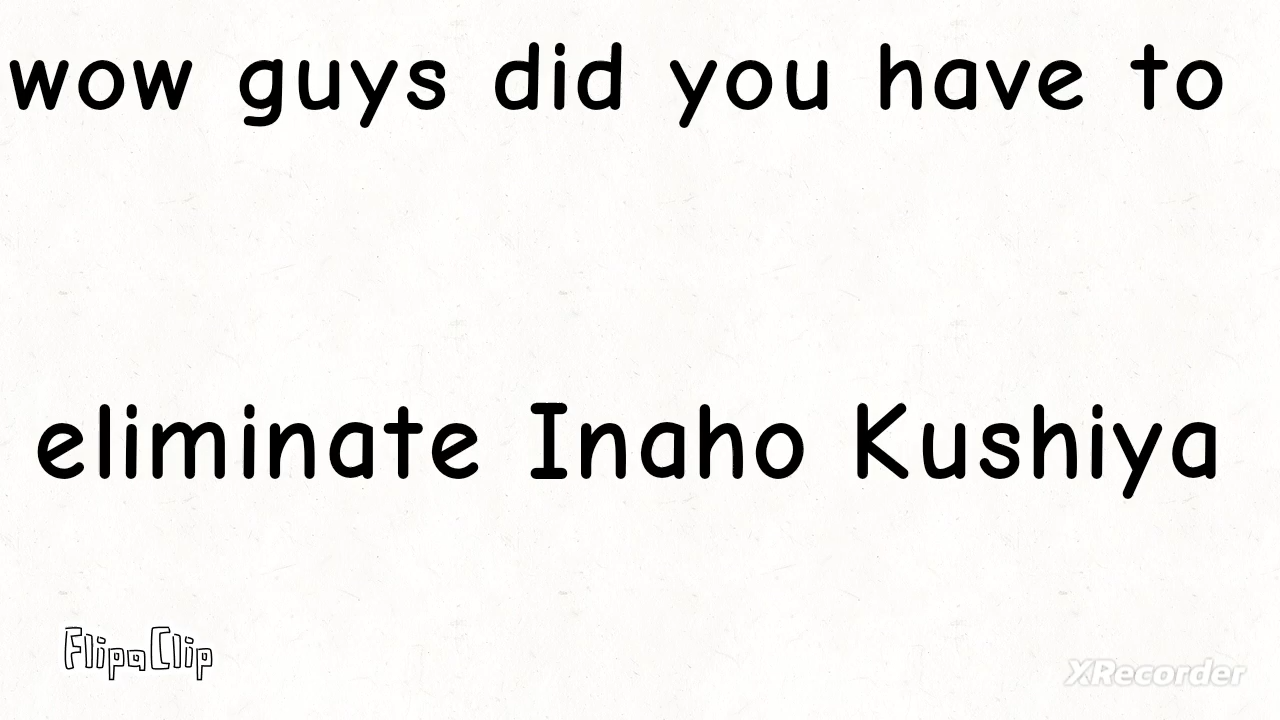 wow guys did you have to
eliminate Inaho Kushiya
FlipaClip
XRecorder